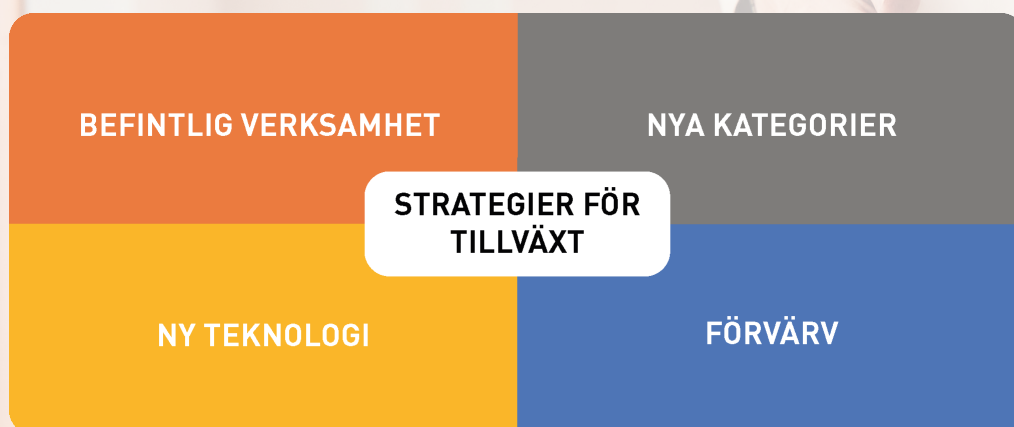 BEFINTLIG VERKSAMHET
NYA KATEGORIER
STRATEGIER FÖR
TILLVÄXT
NY TEKNOLOGI
FÖRVÄRV